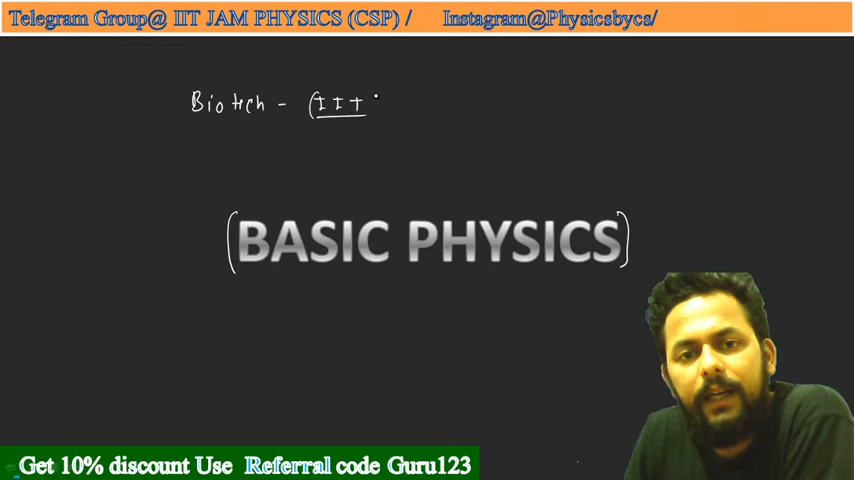 Telegram Group@ IIT JAM PHYSICS (CSP) / Instagram@Physicsbycs/
Biotech - (IIT
(BASIC PHYSICS)
Get 10% discount Use Referral code Guru123